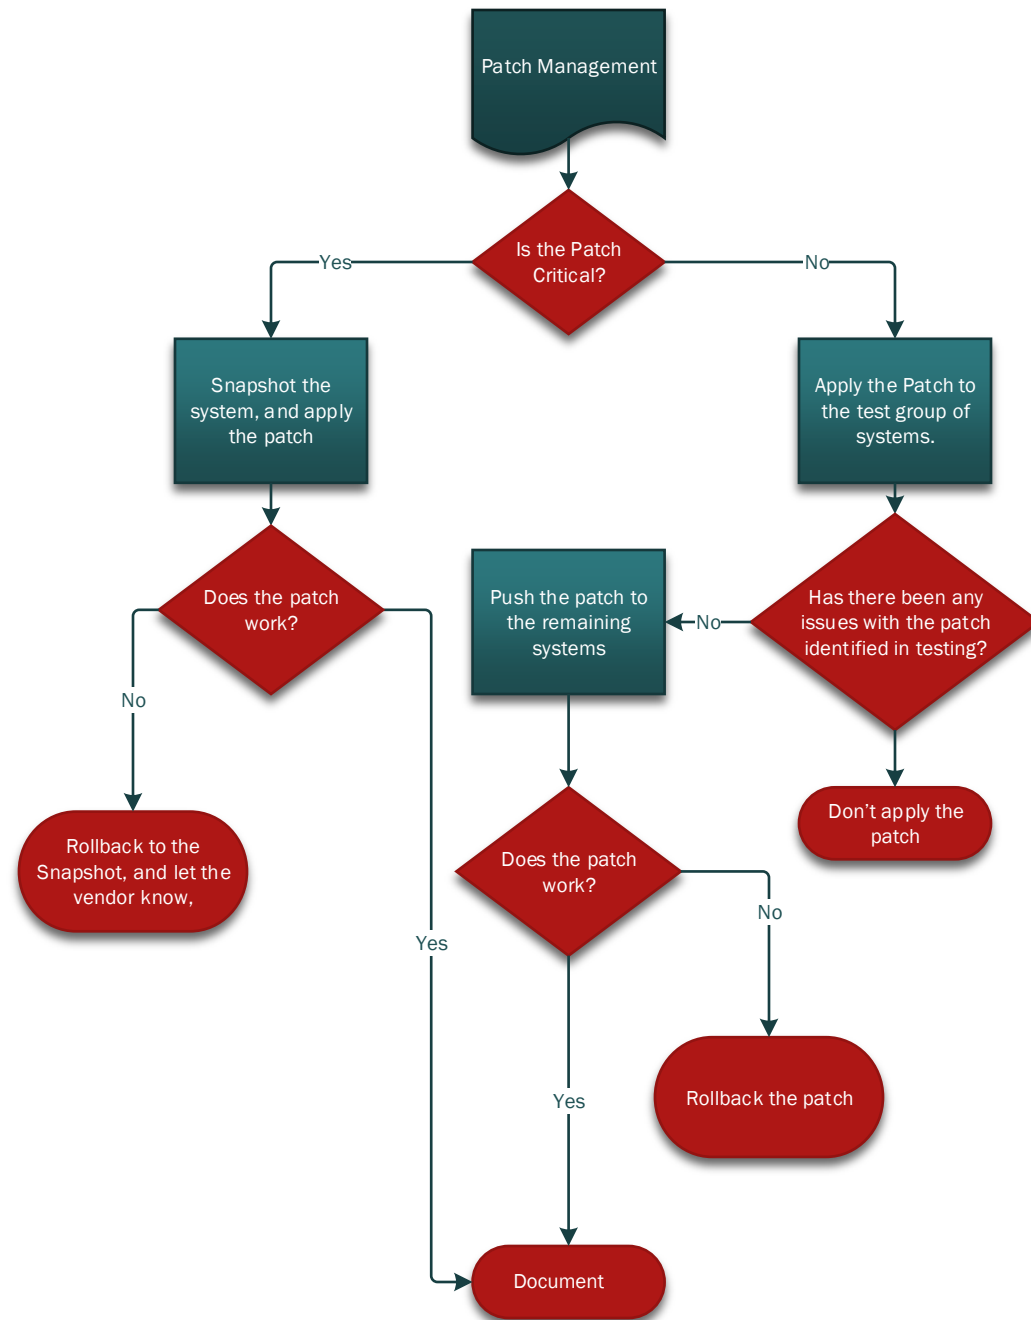 Patch Management
Is the Patch
Critical?
Yes
No
Snapshot the
system, and apply
the patch
Apply the Patch to
the test group of
systems.
Does the patch
work?
Push the patch to
the remaining
systems
No
Has there been any
issues with the patch
identified in testing?
No
Don’t apply the
patch
Rollback to the
Snapshot, and let the
vendor know,
Does the patch
work?
No
Yes
Yes
Rollback the patch
Document